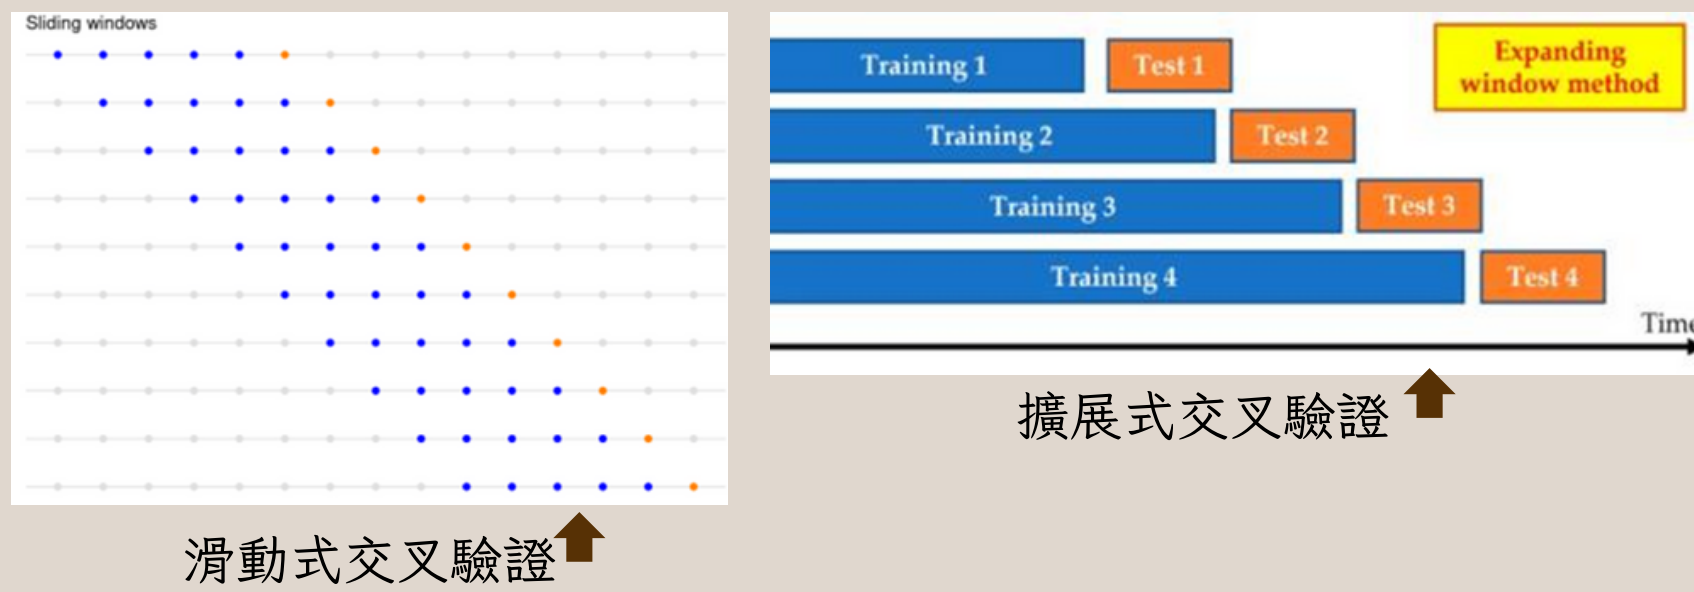 Sliding windows
滑動式交叉驗證
Expanding
window method
Training 1
Test 1
Training 2
Test 2
Training 3
Test 3
Training 4
Test 4
Time
擴展式交叉驗證